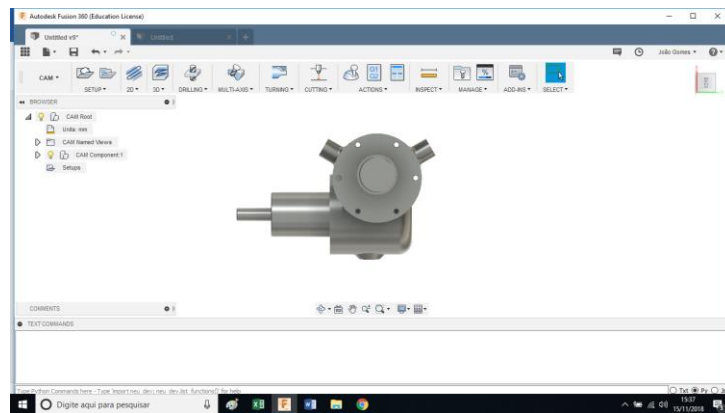 Autodesk Fusion 360 (Education License)
Untitled v5*
Untitled
João Gomes
CAM
SETUP
2D
3D
DRILLING
MULTI-AXIS
TURNING
CUTTING
ACTIONS
INSPECT
MANAGE
ADD-INS
SELECT
BROWSER
CAM Root
Units: mm
CAM Named Views
CAM Component:1
Setups
COMMENTS
TEXT COMMANDS
Txt Py
Digite aqui para pesquisar
15:37
15/11/2018